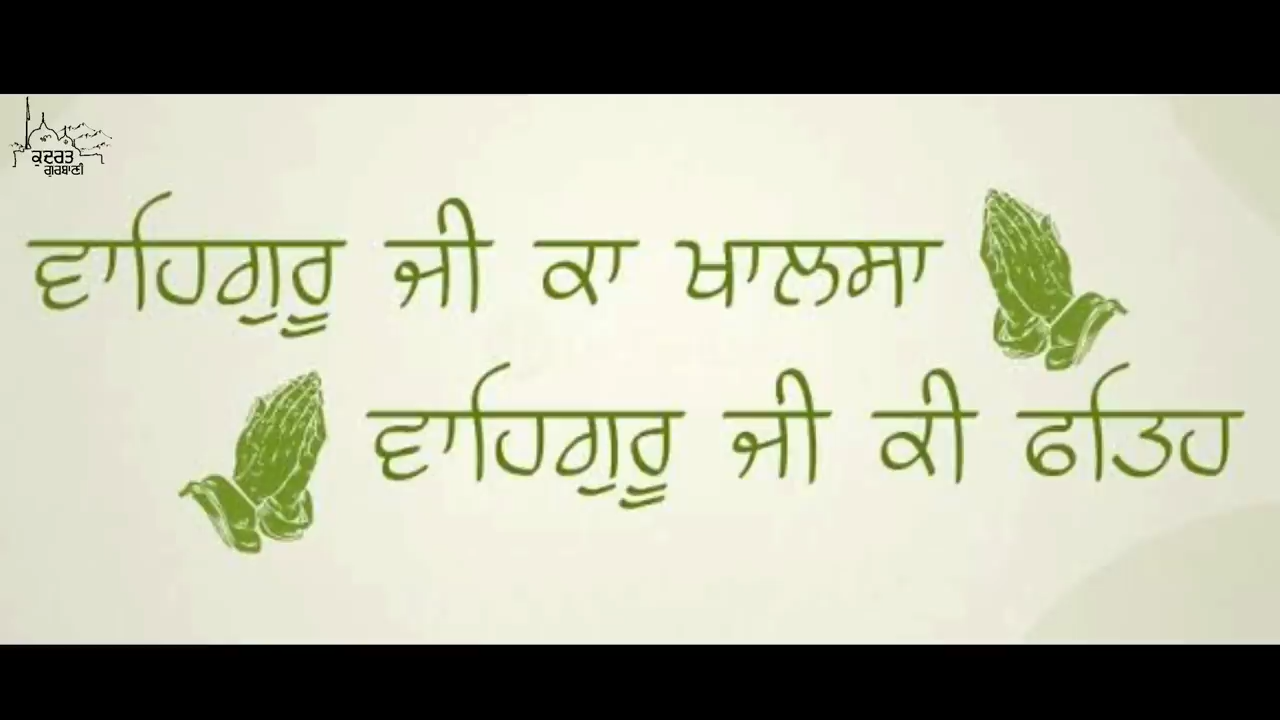 ਕੁਦਰਤ
ਗੁਰਬਾਣੀ
ਵਾਹਿਗੁਰੂ ਜੀ ਕਾ ਖਾਲਸਾ
ਵਾਹਿਗੁਰੂ ਜੀ ਕੀ ਫਤਿਹ